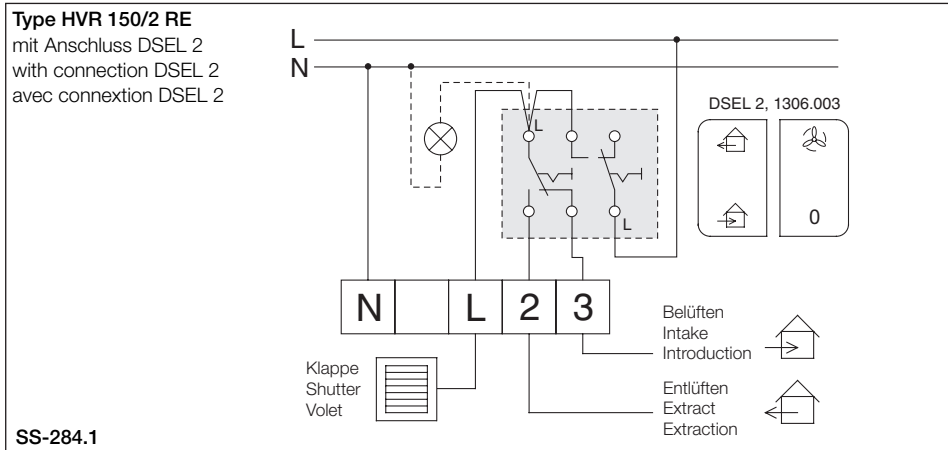 Type HVR 150/2 RE
mit Anschluss DSEL 2
with connection DSEL 2
avec connextion DSEL 2
L
N
DSEL 2, 1306.003
L
0
L
N L 2 3
Belüften
Intake
Introduction
Klappe
Shutter
Volet
Entlüften
Extract
Extraction
SS-284.1